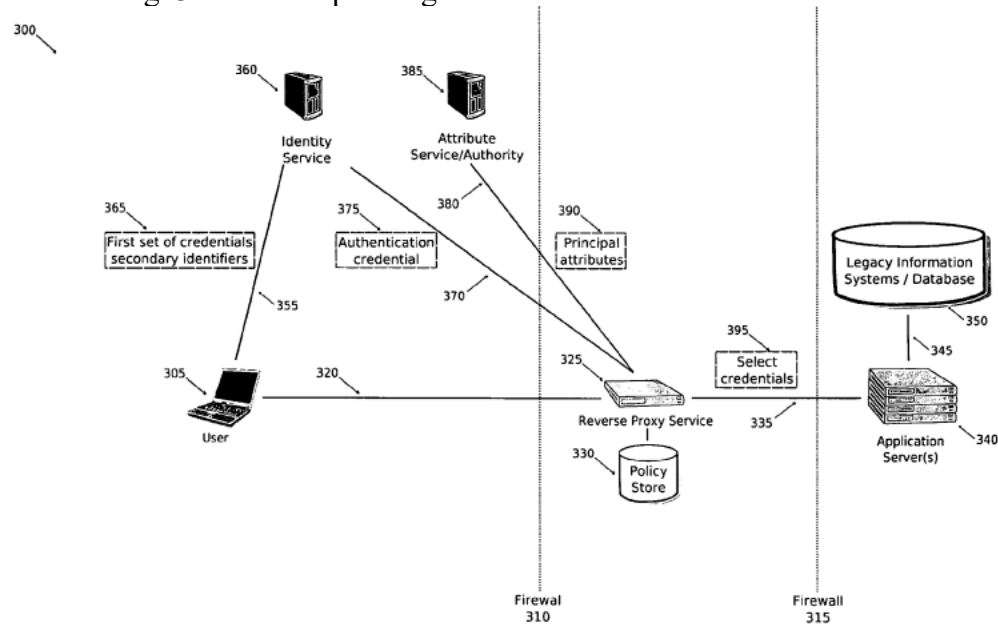 300
360
385
Identity
Service
Attribute
Service/Authority
365
First set of credentials
secondary identifiers
375
Authentication
credential
380
390
Principal
attributes
370
355
Legacy Information
Systems / Database
350
345
395
Select
credentials
305
320
325
335
User
Reverse Proxy Service
330
Policy
Store
340
Application
Server(s)
Firewal
310
Firewall
315